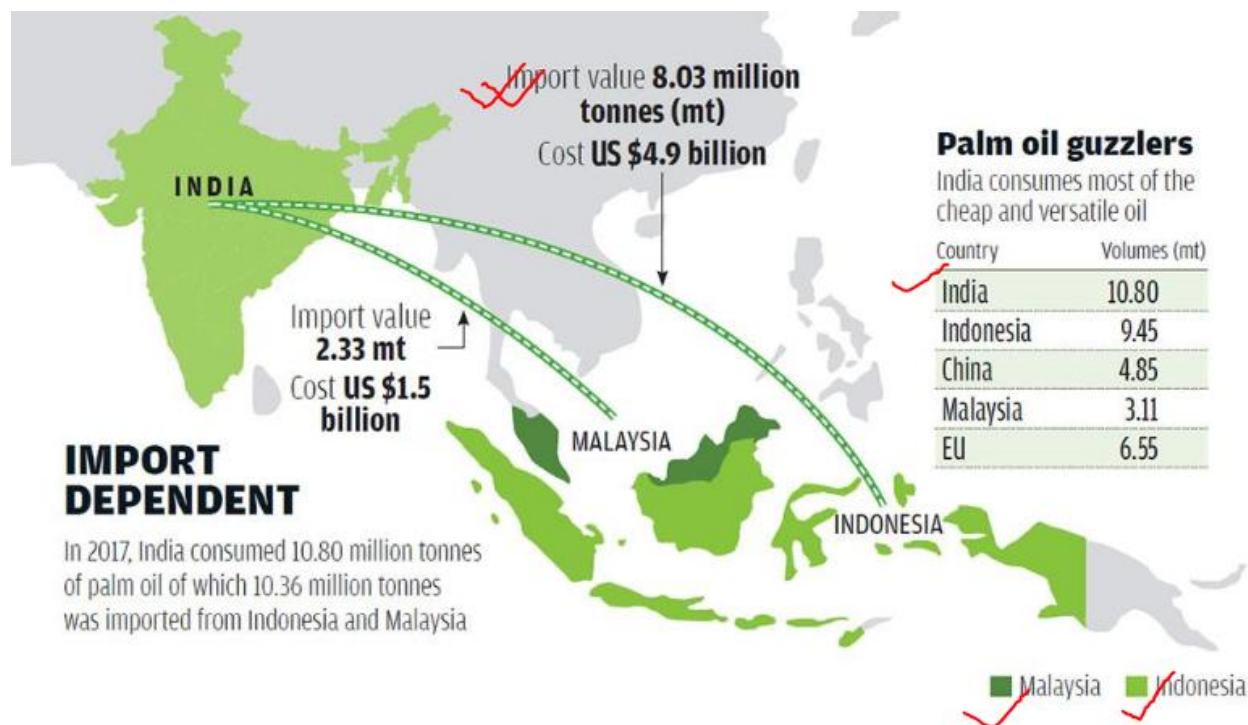 Import value 8.03 million
tonnes (mt)
Cost US $4.9 billion
INDIA
Import value
2.33 mt
Cost US $1.5
billion
MALAYSIA
INDONESIA
IMPORT
DEPENDENT
In 2017, India consumed 10.80 million tonnes
of palm oil of which 10.36 million tonnes
was imported from Indonesia and Malaysia
Palm oil guzzlers
India consumes most of the
cheap and versatile oil
Country Volumes (mt)
India 10.80
Indonesia 9.45
China 4.85
Malaysia 3.11
EU 6.55
Malaysia Indonesia